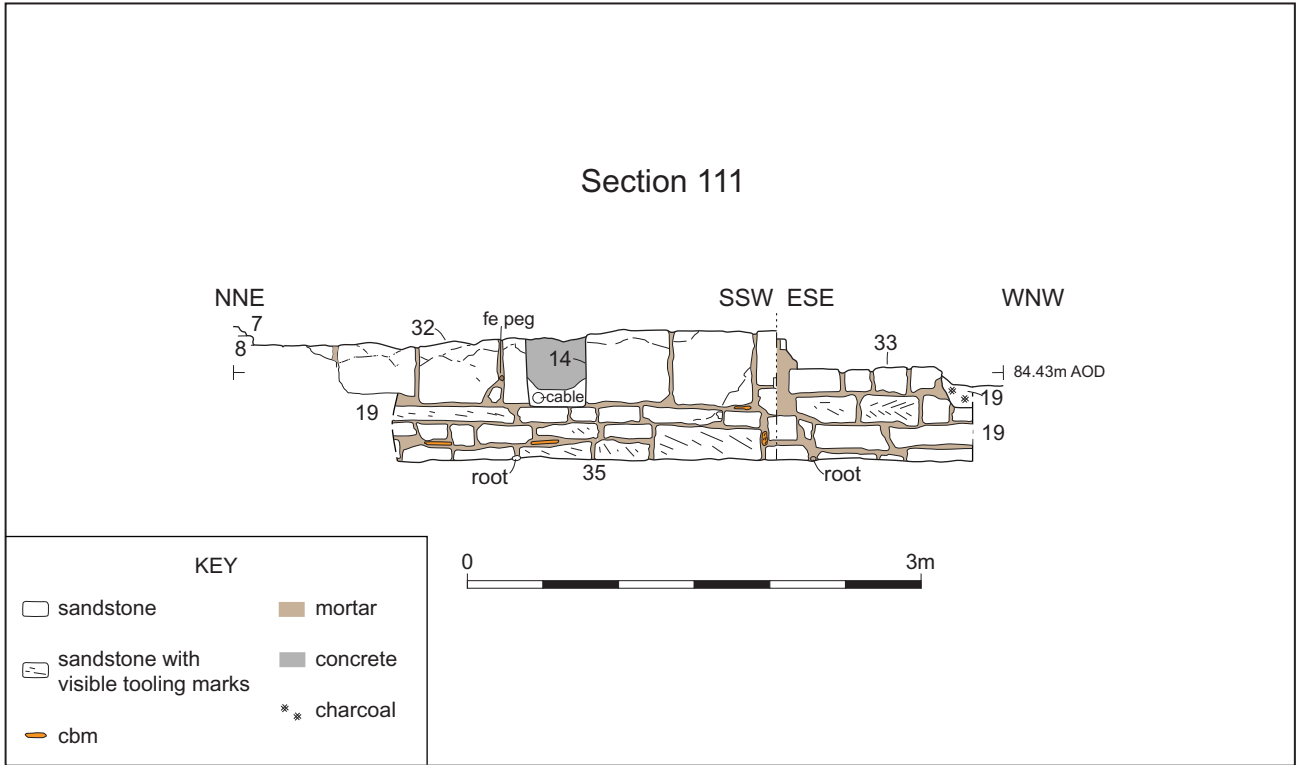 Section 111
NNE
SSW
ESE
WNW
7
8
32
fe peg
14
cable
33
84.43m AOD
19
19
19
root
35
root
0
3m
KEY
sandstone
sandstone with
visible tooling marks
cbm
mortar
concrete
charcoal